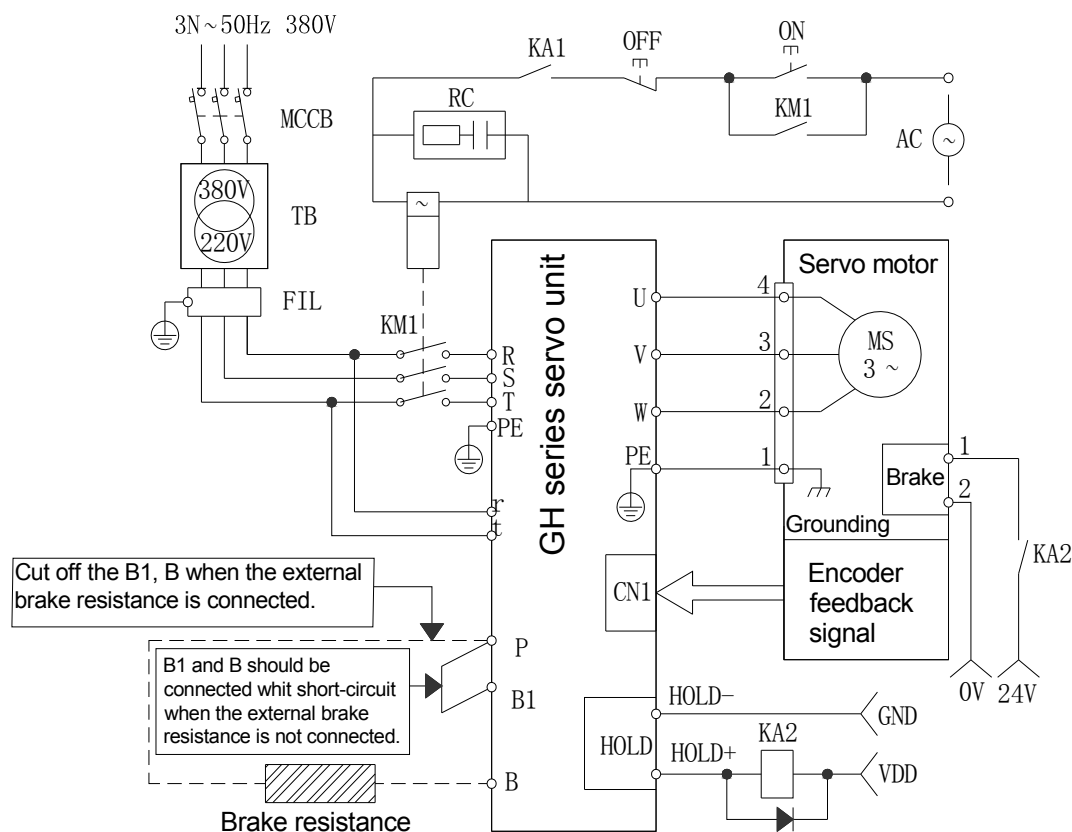 3N~50Hz 380V
MCCB
380V
220V
TB
FIL
KA1
OFF
ON
KM1
RC
AC
~
~
KM1
GH series servo unit
R
S
T
PE
r
t
P
B1
B
U
V
W
PE
4
3
2
1
Servo motor
MS
3 ~
Brake
1
2
Grounding
KA2
CN1
Encoder
feedback
signal
0V
24V
Cut off the B1, B when the external
brake resistance is connected.
B1 and B should be
connected whit short-circuit
when the external brake
resistance is not connected.
Brake resistance
HOLD
HOLD-
GND
HOLD+
KA2
VDD